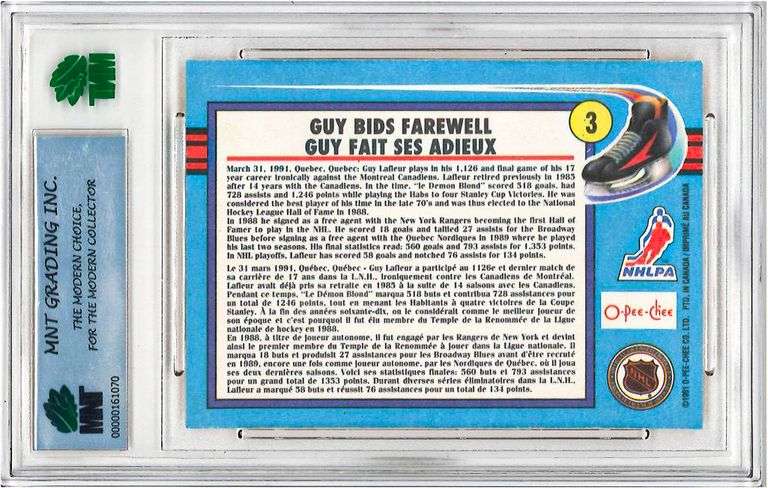 MNT
MNT GRADING INC.
THE MODERN CHOICE,
FOR THE MODERN COLLECTOR
MNT
00000161070
3
GUY BIDS FAREWELL
GUY FAIT SES ADIEUX
March 31, 1991, Quebec, Quebec: Guy Lafleur plays in his 1,126 and final game of his 17
year career ironically against the Montreal Canadiens. Lafleur retired previously in 1985
after 14 years with the Canadiens. In the time, "le Demon Blond" scored 518 goals, had
728 assists and 1,246 points while playing the Habs to four Stanley Cup Victories. He was
considered the best player of his time in the late 70's and was thus elected to the National
Hockey League Hall of Fame in 1988.
In 1988 he signed as a free agent with the New York Rangers becoming the first Hall of
Famer to play in the NHL. He scored 18 goals and tallied 27 assists for the Broadway
Blues before signing as a free agent with the Quebec Nordiques in 1989 where he played
his last two seasons. His final statistics read: 560 goals and 793 assists for 1,353 points.
In NHL playoffs, Lafleur has scored 58 goals and notched 76 assists for 134 points.
Le 31 mars 1991, Québec, Québec - Guy Lafleur a participé au 1126e et dernier match de
sa carrière de 17 ans dans la L.N.H., ironiquement contre les Canadiens de Montréal.
Lafleur avait déjà pris sa retraite en 1985 à la suite de 14 saisons avec les Canadiens.
Pendant ce temps, "Le Démon Blond" marqua 518 buts et contribua 728 assistances pour
un total de 1246 points, tout en menant les Habitants à quatre victoires de la Coupe
Stanley. À la fin des années soixante-dix, on le considérait comme le meilleur joueur de
son époque et c'est pourquoi il fut élu membre du Temple de la Renommée de la Ligue
nationale de hockey en 1988.
En 1988, à titre de joueur autonome, il fut engagé par les Rangers de New York et devint
ainsi le premier membre du Temple de la Renommée à jouer dans la Ligue nationale. Il
marqua 18 buts et produisit 27 assistances pour les Broadway Blues avant d'être recruté
en 1989, encore une fois comme joueur autonome, par les Nordiques de Québec, où il joua
ses deux dernières saisons. Voici ses statistiques finales: 560 buts et 793 assistances
pour un grand total de 1353 points. Durant diverses séries éliminatoires dans la L.N.H.,
Lafleur a marqué 58 buts et réussit 76 assistances pour un total de 134 points.
NHLPA
O-Pee-Chee
NHL
©1991 O-PEE-CHEE CO. LTD. PTD. IN CANADA / IMPRIMÉ AU CANADA